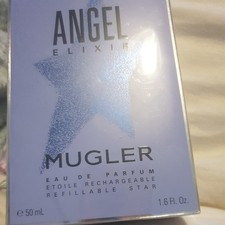 ANGEL
ELIXIR
MUGLER
EAU DE PARFUM
ETOILE RECHARGEABLE
REFILLABLE STAR
e 50 mL 1.6 Fl. Oz.